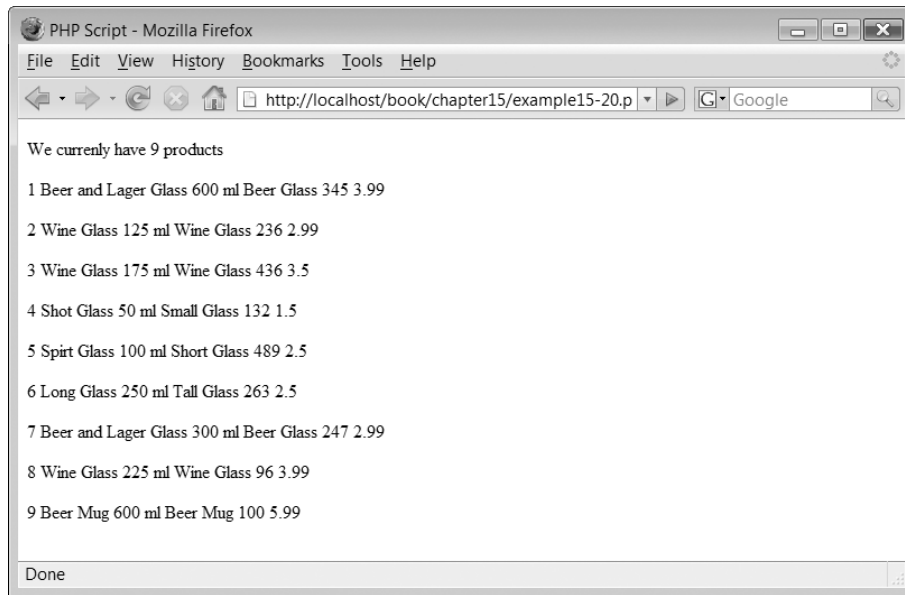 PHP Script - Mozilla Firefox
File Edit View History Bookmarks Tools Help
http://localhost/book/chapter15/example15-20.p G Google
We currenly have 9 products
1 Beer and Lager Glass 600 ml Beer Glass 345 3.99
2 Wine Glass 125 ml Wine Glass 236 2.99
3 Wine Glass 175 ml Wine Glass 436 3.5
4 Shot Glass 50 ml Small Glass 132 1.5
5 Spirt Glass 100 ml Short Glass 489 2.5
6 Long Glass 250 ml Tall Glass 263 2.5
7 Beer and Lager Glass 300 ml Beer Glass 247 2.99
8 Wine Glass 225 ml Wine Glass 96 3.99
9 Beer Mug 600 ml Beer Mug 100 5.99
Done